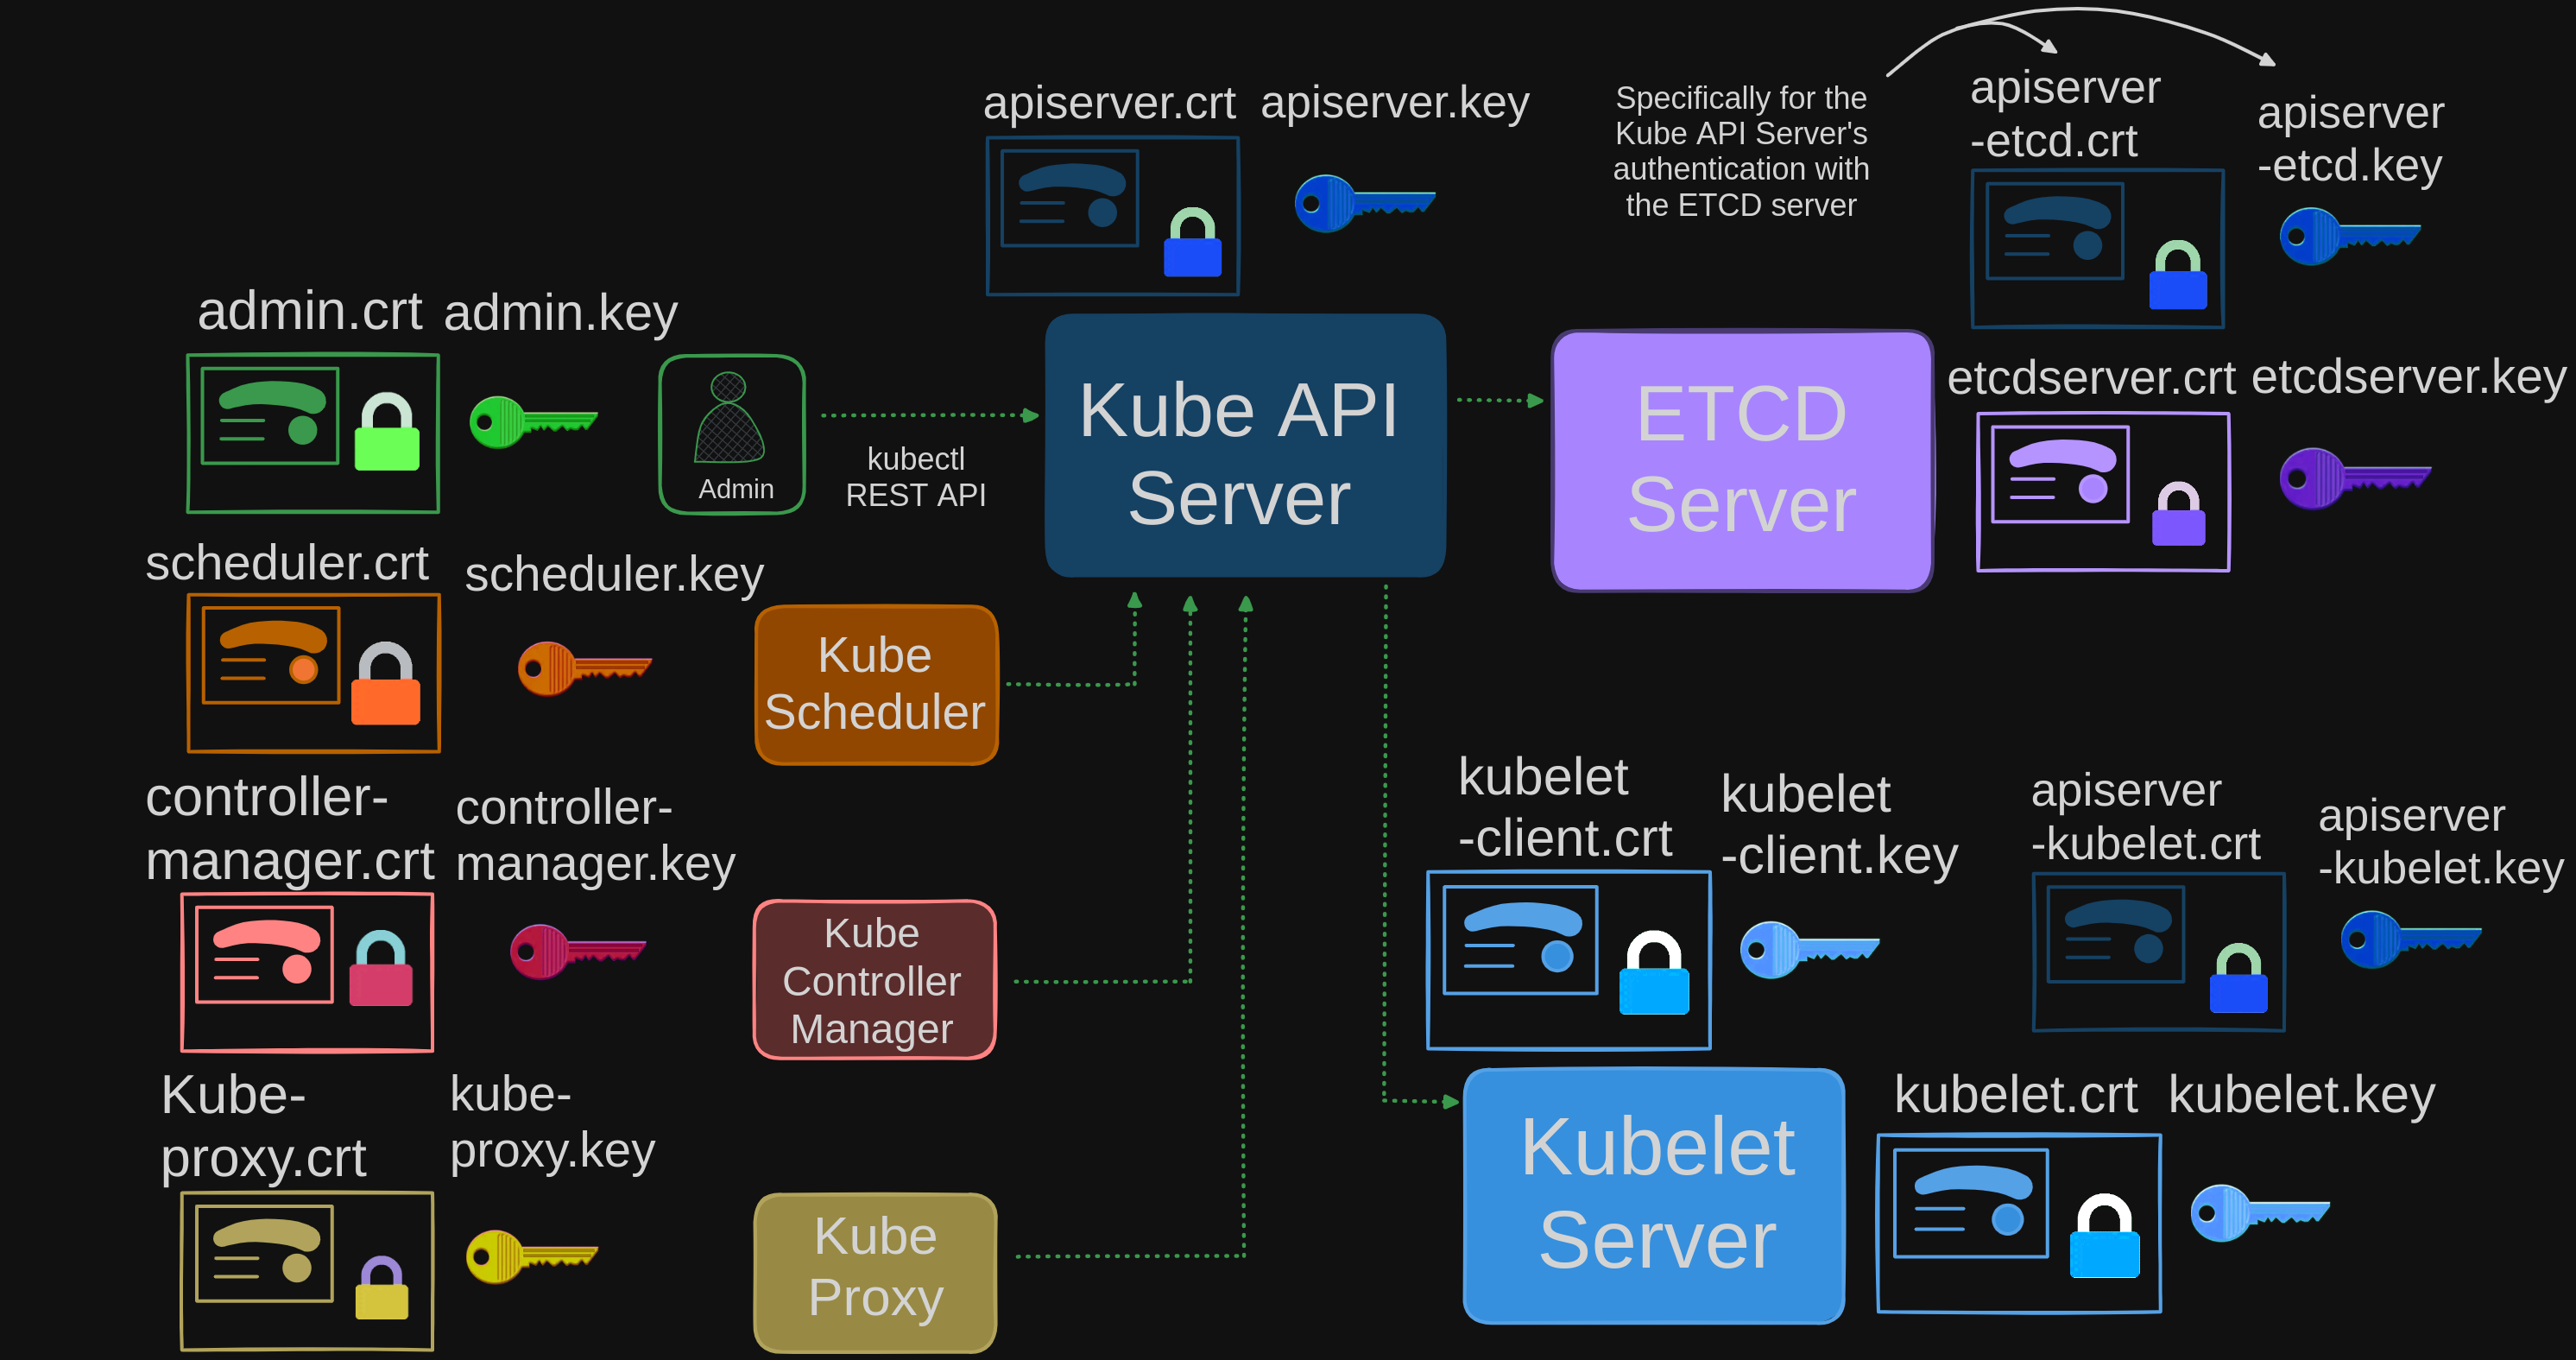 apiserver.crt
apiserver.key
Specifically for the
Kube API Server's
authentication with
the ETCD server
apiserver
-etcd.crt
apiserver
-etcd.key
admin.crt
admin.key
Admin
kubectl
REST API
Kube API
Server
ETCD
Server
etcdserver.crt
etcdserver.key
scheduler.crt
scheduler.key
Kube
Scheduler
controller-
manager.crt
controller-
manager.key
Kube
Controller
Manager
kubelet
-client.crt
kubelet
-client.key
apiserver
-kubelet.crt
apiserver
-kubelet.key
Kube-
proxy.crt
kube-
proxy.key
Kube
Proxy
Kubelet
Server
kubelet.crt
kubelet.key